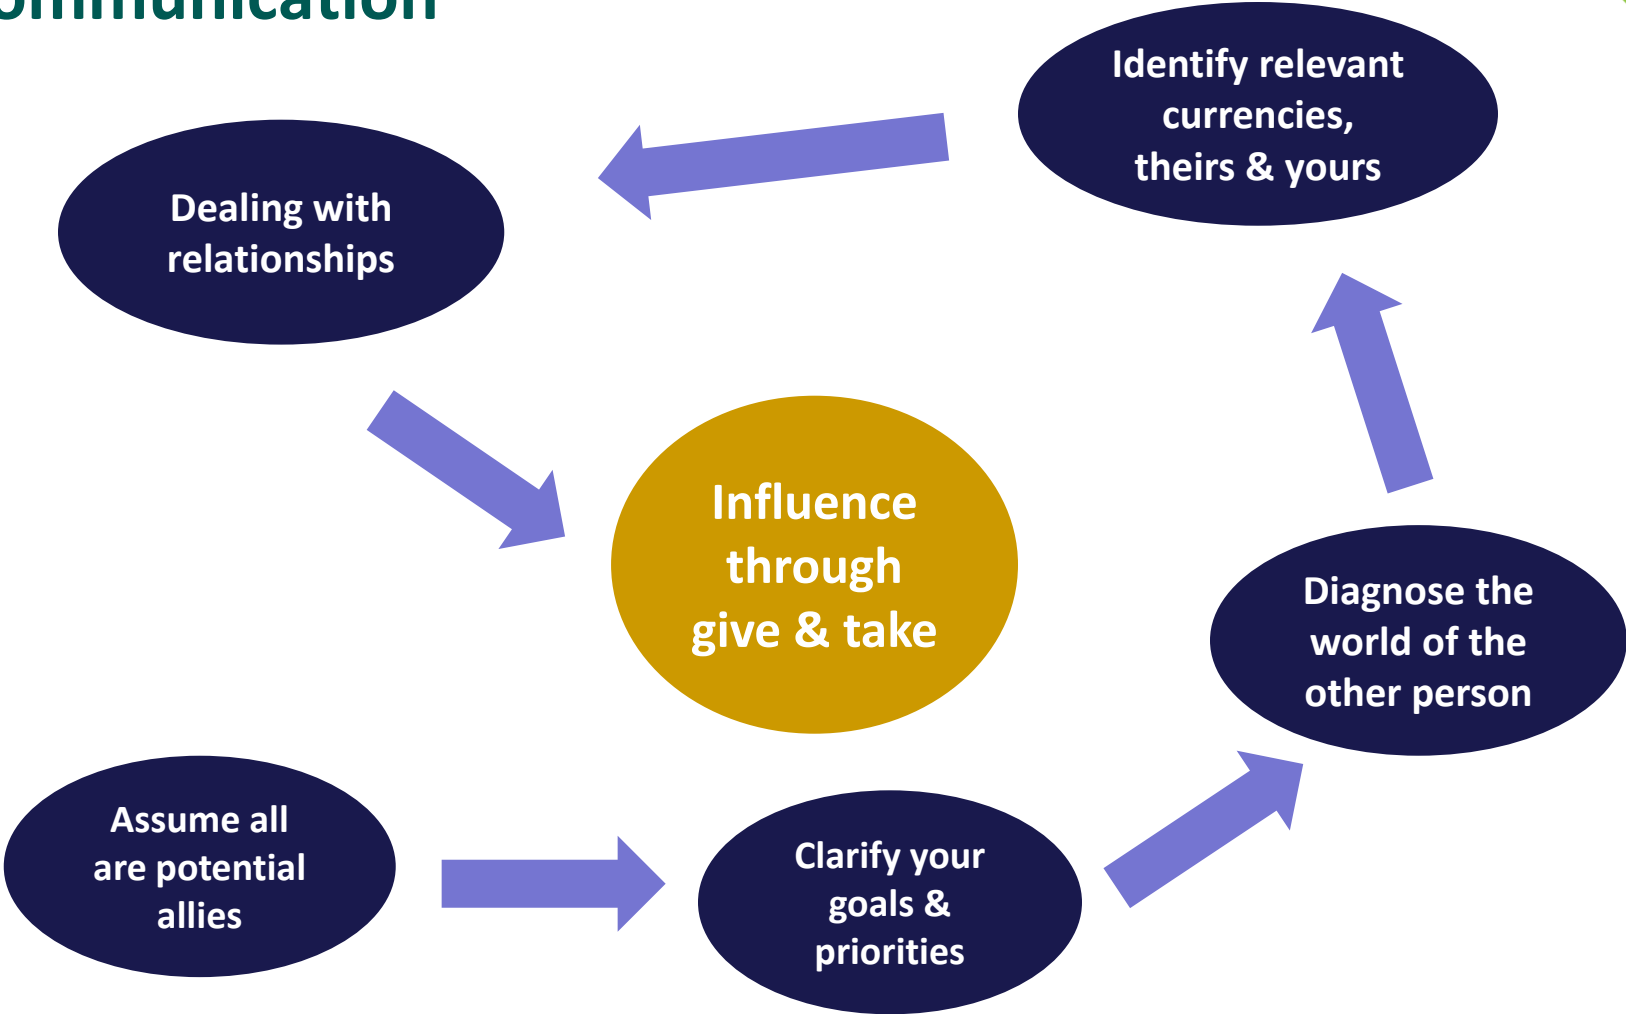 ommunication
Identify relevant
currencies,
theirs & yours
Dealing with
relationships
Influence
through
give & take
Diagnose the
world of the
other person
Assume all
are potential
allies
Clarify your
goals &
priorities